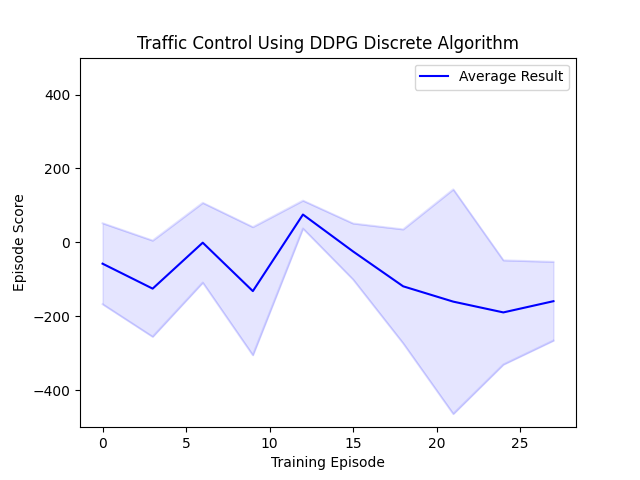 Traffic Control Using DDPG Discrete Algorithm
Average Result
400
200
0
−200
−400
Episode Score
0 5 10 15 20 25
Training Episode